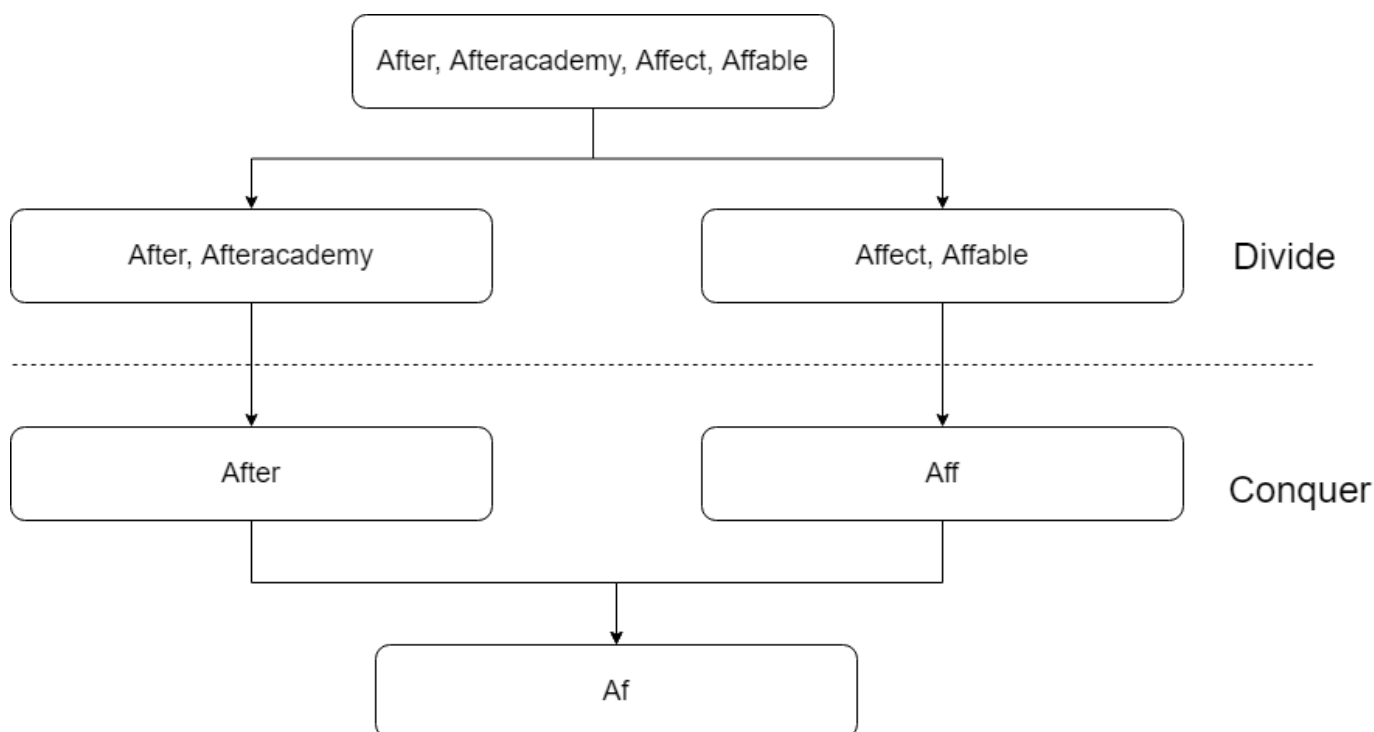 After, Afteracademy, Affect, Affable
After, Afteracademy
Affect, Affable
Divide
After
Aff
Conquer
Af